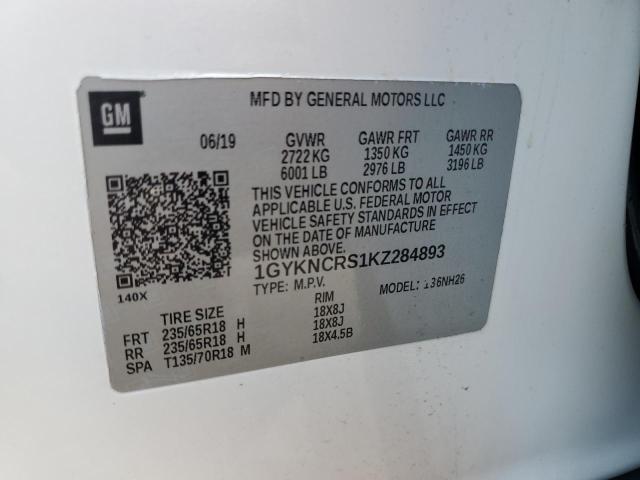 GM
MFD BY GENERAL MOTORS LLC
06/19 GVWR GAWR FRT GAWR RR
2722 KG 1350 KG 1450 KG
6001 LB 2976 LB 3196 LB
THIS VEHICLE CONFORMS TO ALL
APPLICABLE U.S. FEDERAL MOTOR
VEHICLE SAFETY STANDARDS IN EFFECT
ON THE DATE OF MANUFACTURE
SHOWN ABOVE.
1GYKNCRS1KZ284893
TYPE: M.P.V. MODEL:
140X
TIRE SIZE RIM
FRT 235/65R18 H 18X8J
RR 235/65R18 H 18X8J
SPA T135/70R18 M 18X4.5B